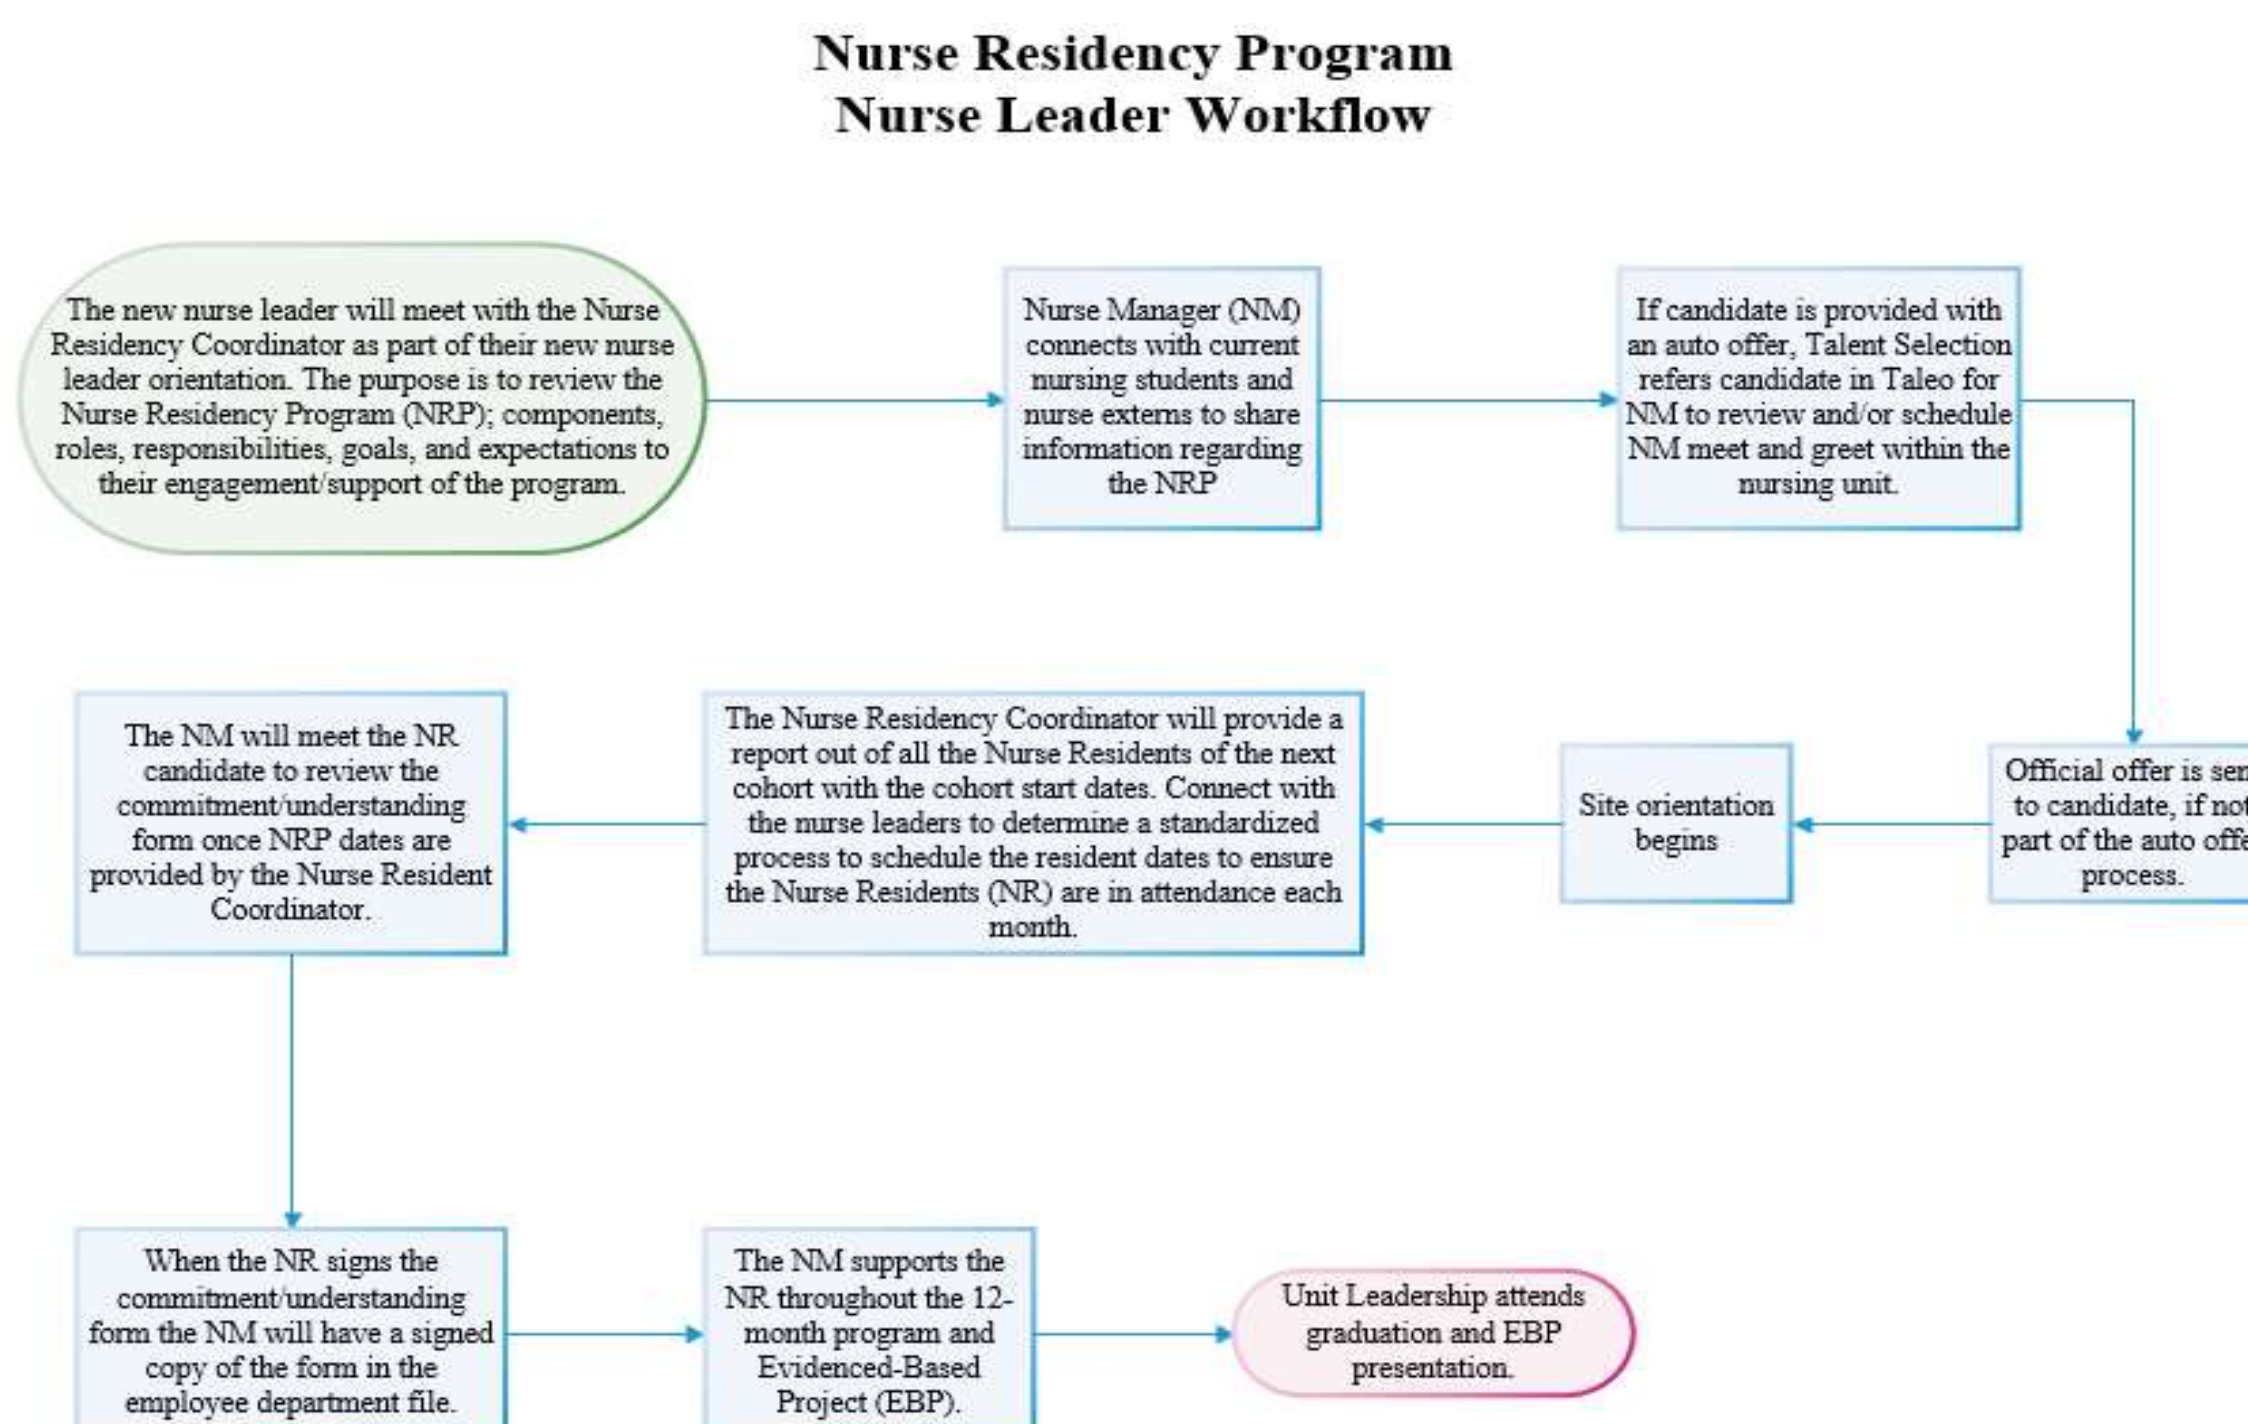 Nurse Residency Program
Nurse Leader Workflow
The new nurse leader will meet with the Nurse
Residency Coordinator as part of their new nurse
leader orientation. The purpose is to review the
Nurse Residency Program (NRP); components,
roles, responsibilities, goals, and expectations to
their engagement/support of the program.
Nurse Manager (NM)
connects with current
nursing students and
nurse externs to share
information regarding
the NRP
If candidate is provided with
an auto offer, Talent Selection
refers candidate in Taleo for
NM to review and/or schedule
NM meet and greet within the
nursing unit.
Official offer is sen
to candidate, if not
part of the auto offe
process.
Site orientation
begins
The Nurse Residency Coordinator will provide a
report out of all the Nurse Residents of the next
cohort with the cohort start dates. Connect with
the nurse leaders to determine a standardized
process to schedule the resident dates to ensure
the Nurse Residents (NR) are in attendance each
month.
The NM will meet the NR
candidate to review the
commitment/understanding
form once NRP dates are
provided by the Nurse Resident
Coordinator.
When the NR signs the
commitment/understanding
form the NM will have a signed
copy of the form in the
employee department file.
The NM supports the
NR throughout the 12-
month program and
Evidenced-Based
Project (EBP).
Unit Leadership attends
graduation and EBP
presentation.